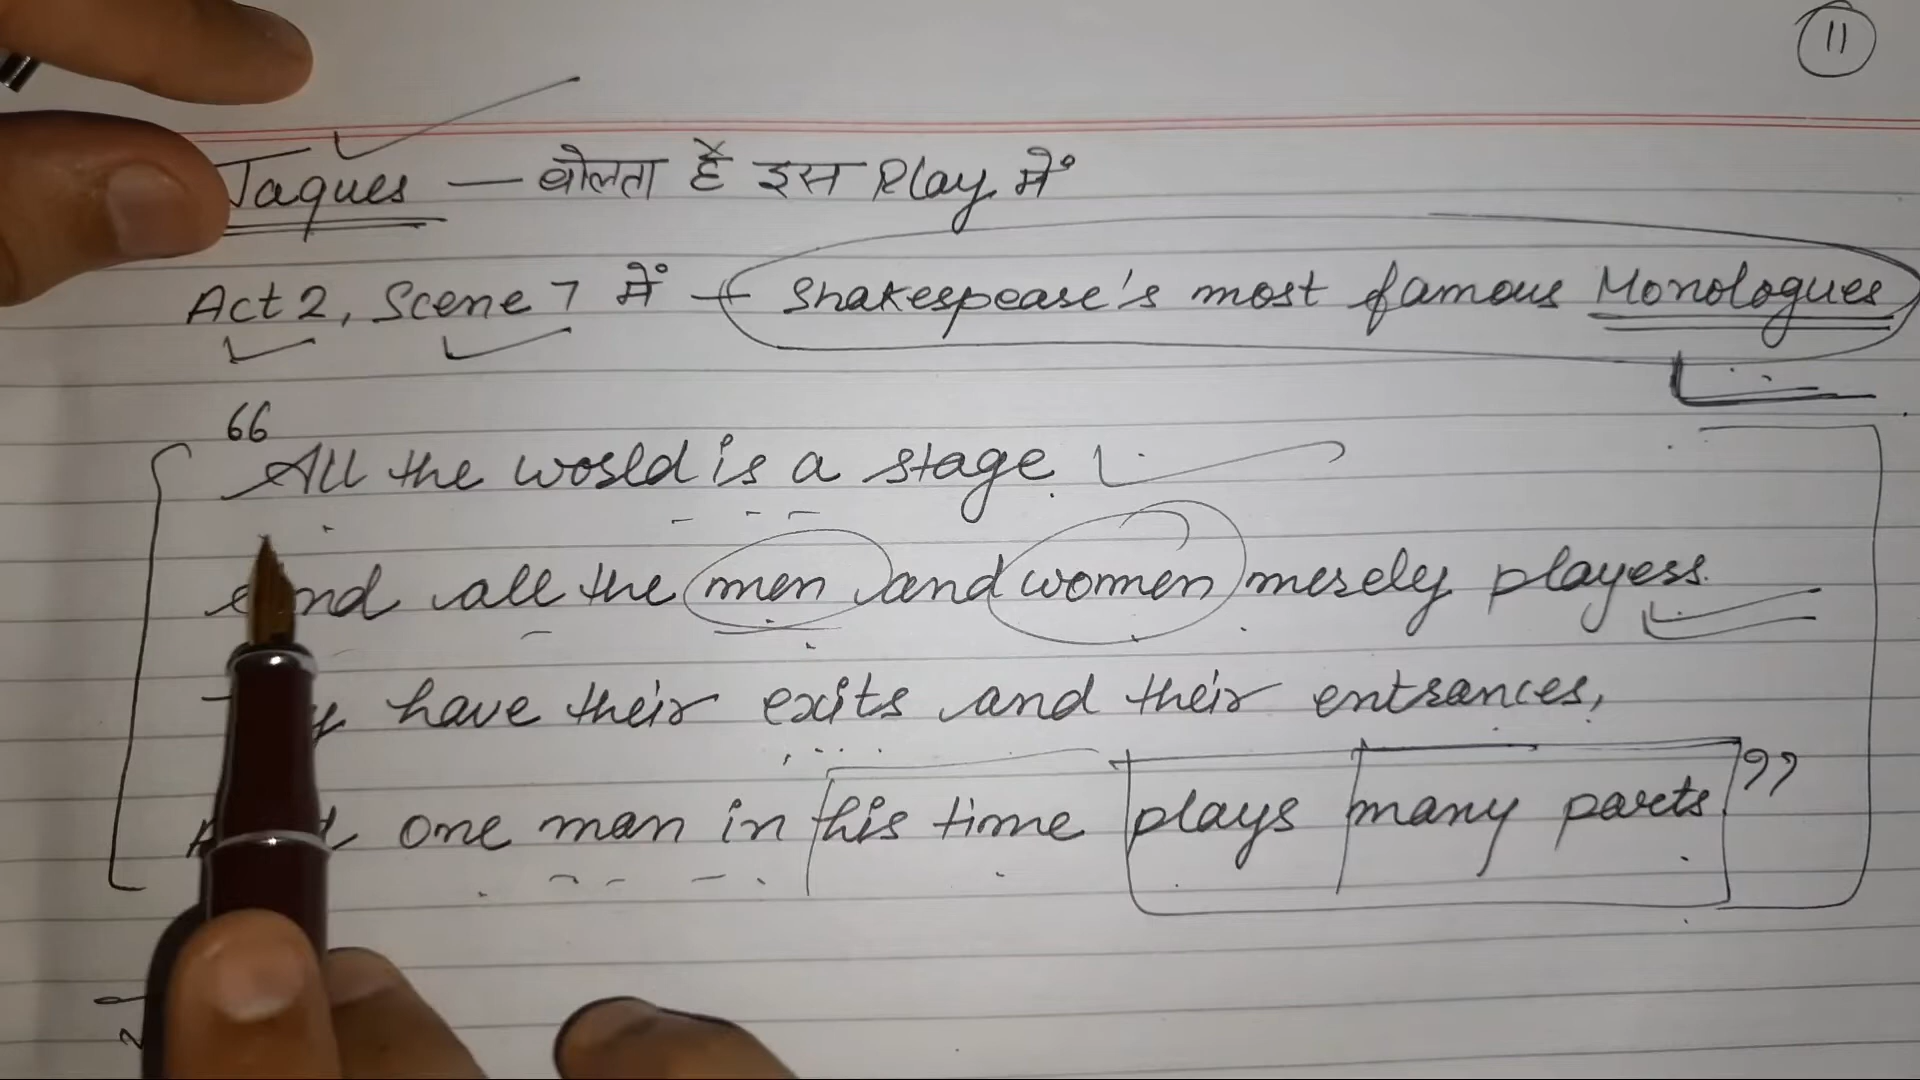 11
Jaques — बोलता है इस Play में
Act 2, Scene 7 में — Shakespeare's most famous Monologues
"All the world is a stage
And all the men and women merely players.
have their exits and their entrances,
one man in his time plays many parts"